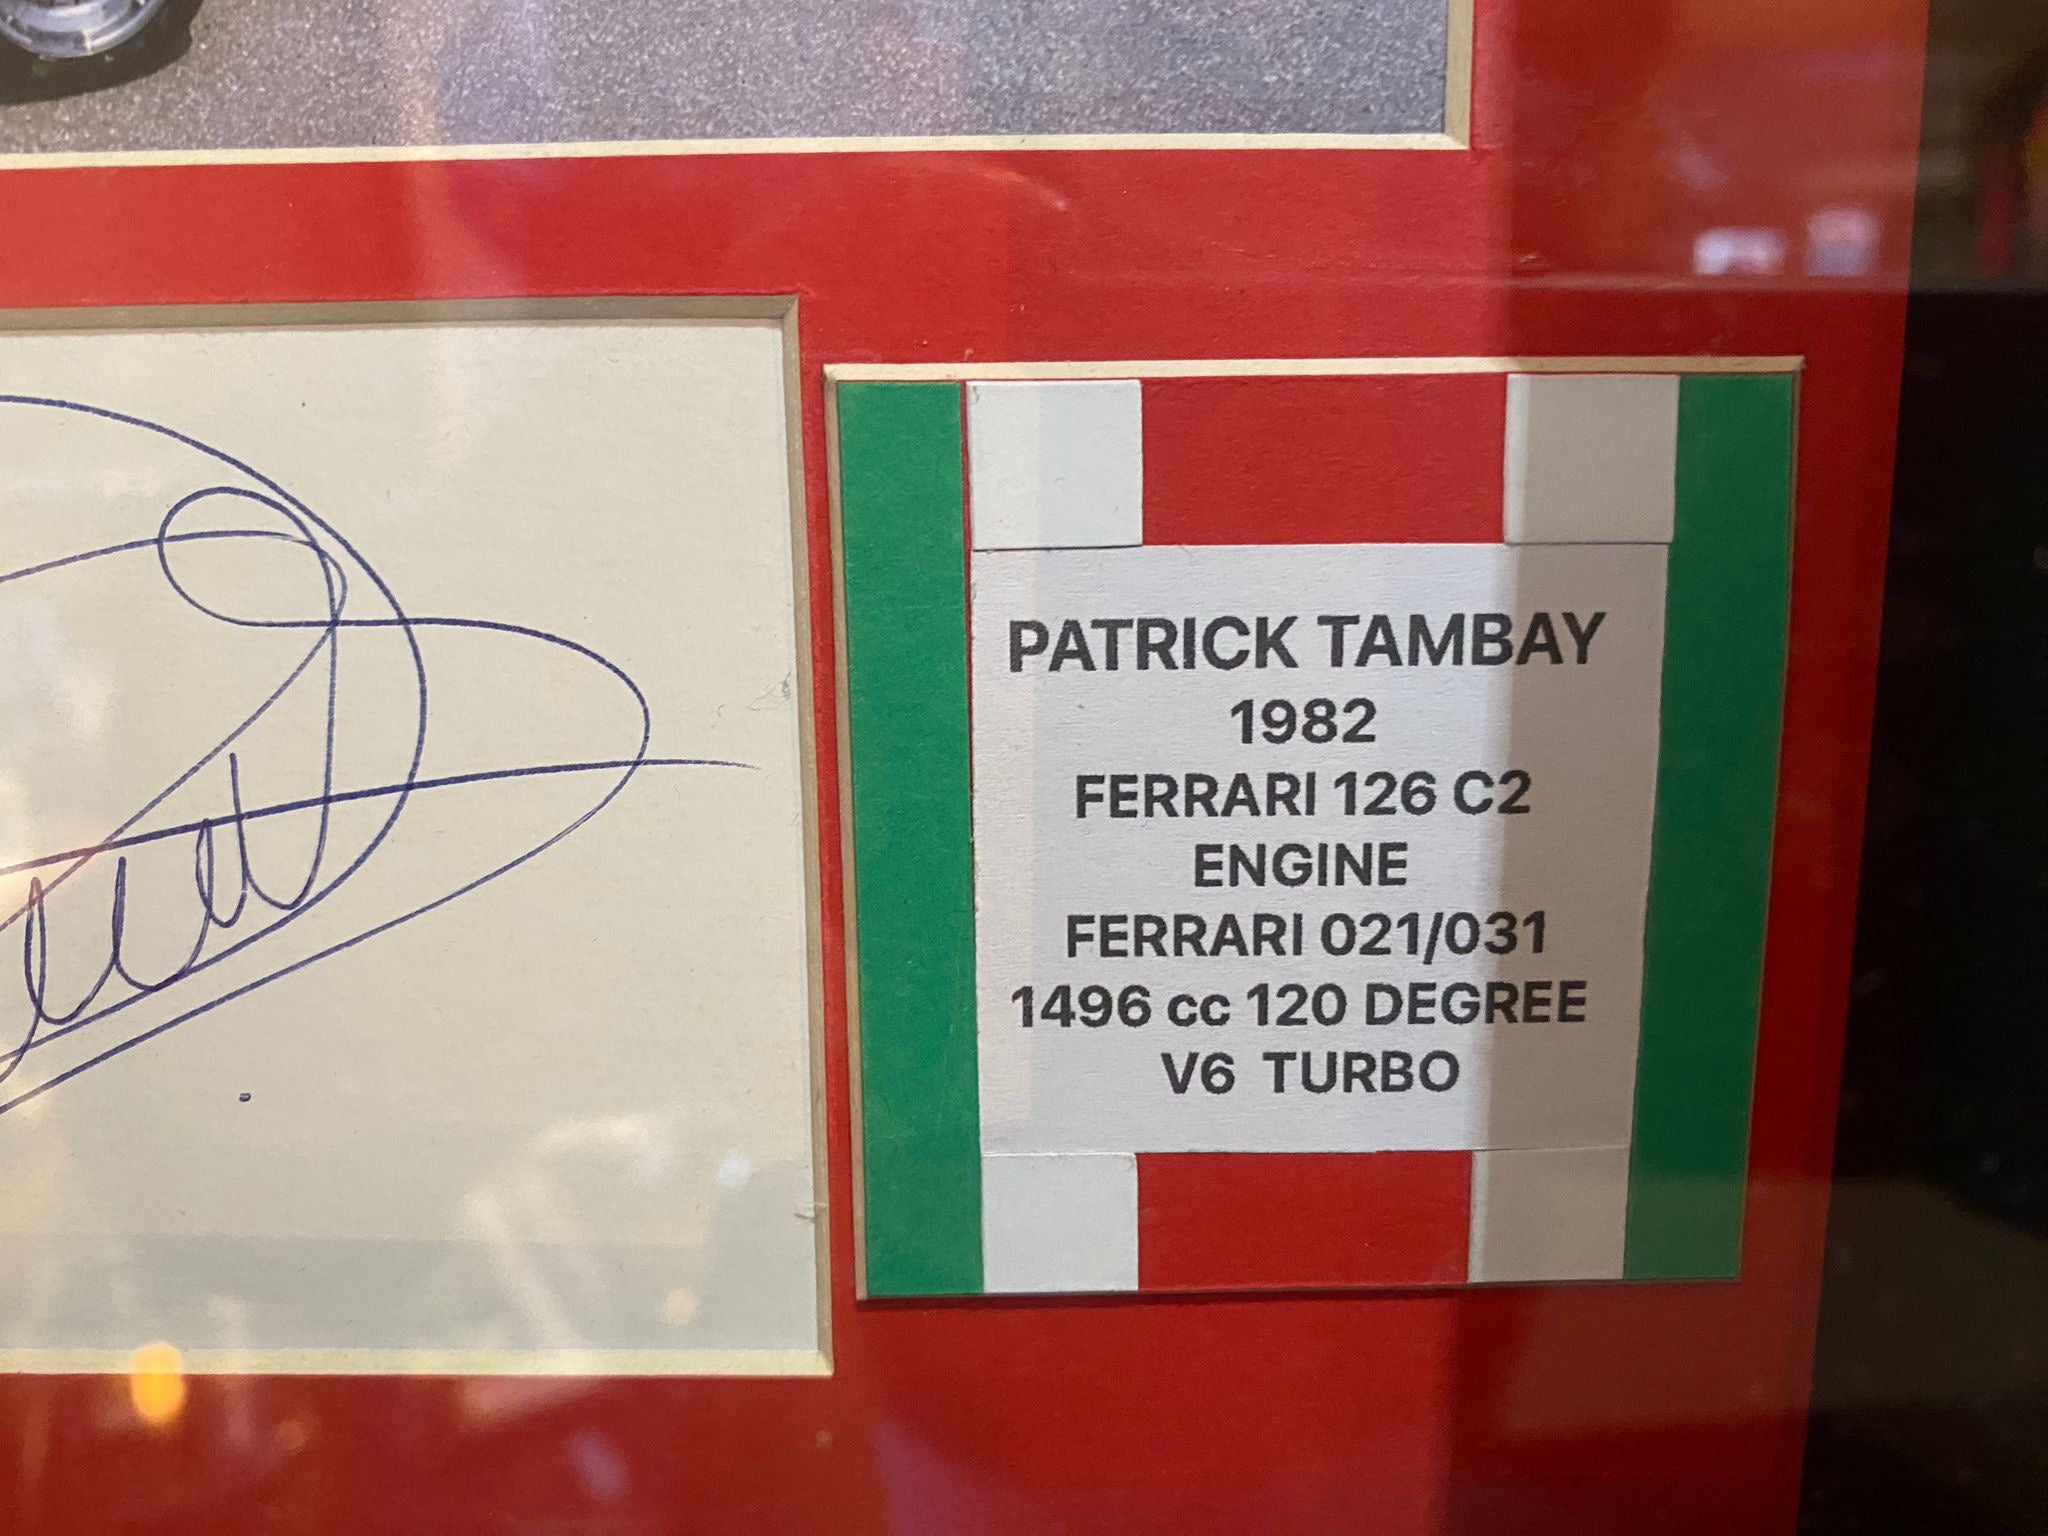 PATRICK TAMBAY
1982
FERRARI 126 C2
ENGINE
FERRARI 021/031
1496 cc 120 DEGREE
V6 TURBO